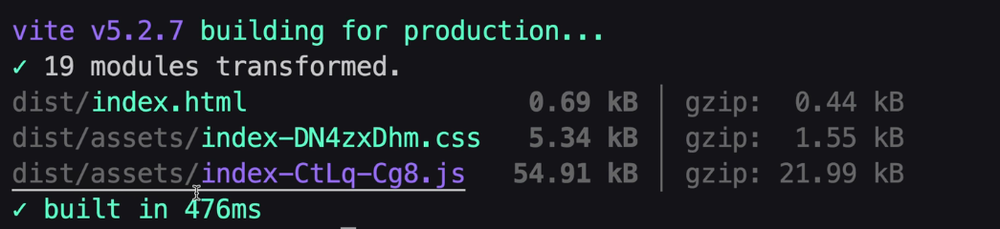 vite v5.2.7 building for production...
✓ 19 modules transformed.
dist/index.html 0.69 kB │ gzip: 0.44 kB
dist/assets/index-DN4zxDhm.css 5.34 kB │ gzip: 1.55 kB
dist/assets/index-CtLq-Cg8.js 54.91 kB │ gzip: 21.99 kB
✓ built in 476ms